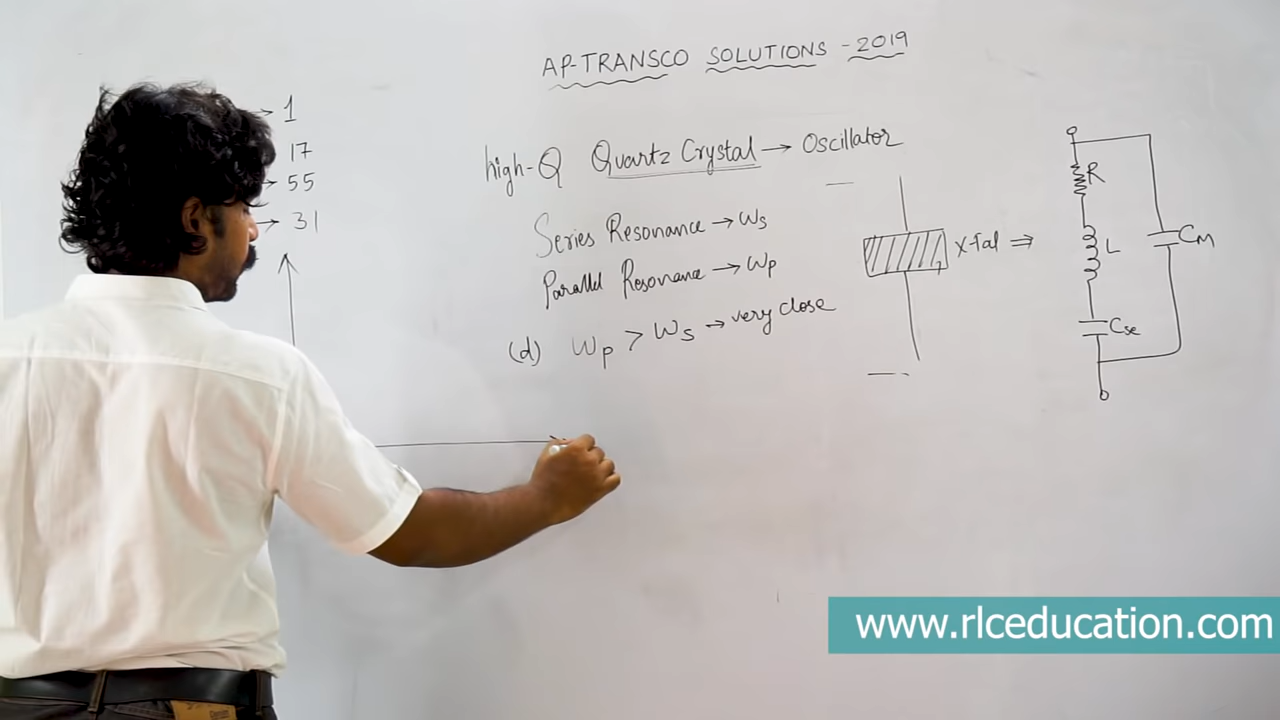 AP-TRANSCO SOLUTIONS - 2019
→ 1
17
→ 55
→ 31
high-Q Quartz Crystal → Oscillator
Series Resonance → ωs
Parallel Resonance → ωp
(d) ωp > ωs → very close
X-tal ⇒
R
L
Cse
CM
www.rlceducation.com